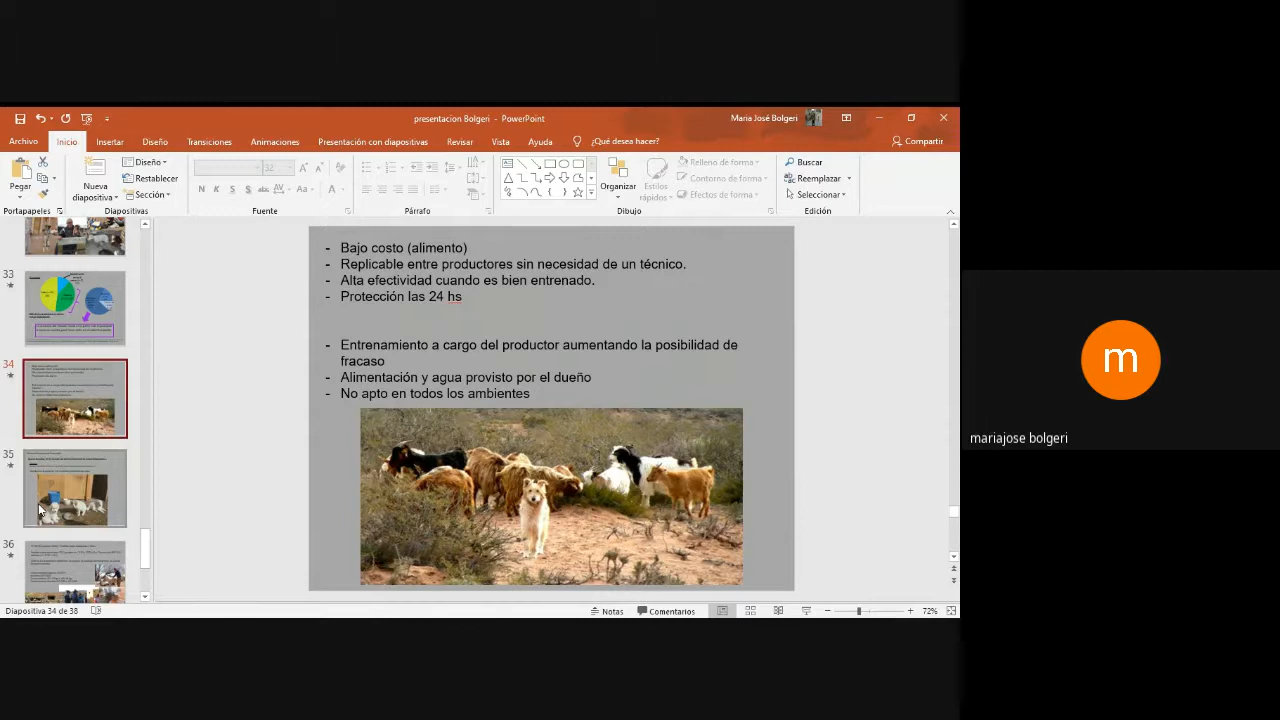 presentacion Bolgeri - PowerPoint
Maria José Bolgeri
Archivo Inicio Insertar Diseño Transiciones Animaciones Presentación con diapositivas Revisar Vista Ayuda ¿Qué desea hacer? Compartir
Pegar
Nueva diapositiva
Diseño
Restablecer
Sección
32
N K S S abc AV Aa A
Organizar
Estilos rápidos
Relleno de forma
Contorno de forma
Efectos de forma
Buscar
Reemplazar
Seleccionar
Portapapeles Diapositivas Fuente Párrafo Dibujo Edición
33
34
35
36
- Bajo costo (alimento)
- Replicable entre productores sin necesidad de un técnico.
- Alta efectividad cuando es bien entrenado.
- Protección las 24 hs
- Entrenamiento a cargo del productor aumentando la posibilidad de
fracaso
- Alimentación y agua provisto por el dueño
- No apto en todos los ambientes
m
mariajose bolgeri
Diapositiva 34 de 38
Notas Comentarios 72%